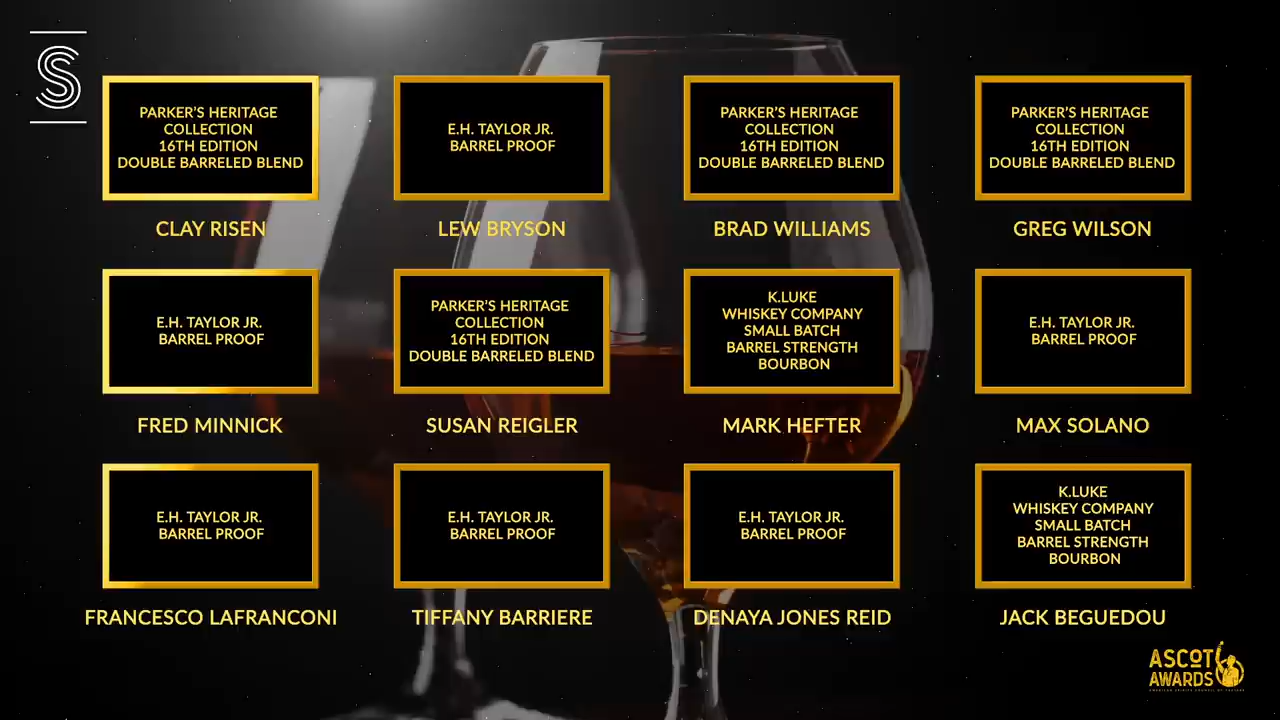 S
PARKER'S HERITAGE
COLLECTION
16TH EDITION
DOUBLE BARRELED BLEND
CLAY RISEN
E.H. TAYLOR JR.
BARREL PROOF
LEW BRYSON
PARKER'S HERITAGE
COLLECTION
16TH EDITION
DOUBLE BARRELED BLEND
BRAD WILLIAMS
PARKER'S HERITAGE
COLLECTION
16TH EDITION
DOUBLE BARRELED BLEND
GREG WILSON
E.H. TAYLOR JR.
BARREL PROOF
FRED MINNICK
PARKER'S HERITAGE
COLLECTION
16TH EDITION
DOUBLE BARRELED BLEND
SUSAN REIGLER
K.LUKE
WHISKEY COMPANY
SMALL BATCH
BARREL STRENGTH
BOURBON
MARK HEFTER
E.H. TAYLOR JR.
BARREL PROOF
MAX SOLANO
E.H. TAYLOR JR.
BARREL PROOF
FRANCESCO LAFRANCONI
E.H. TAYLOR JR.
BARREL PROOF
TIFFANY BARRIERE
E.H. TAYLOR JR.
BARREL PROOF
DENAYA JONES REID
K.LUKE
WHISKEY COMPANY
SMALL BATCH
BARREL STRENGTH
BOURBON
JACK BEGUEDOU
ASCOT
AWARDS